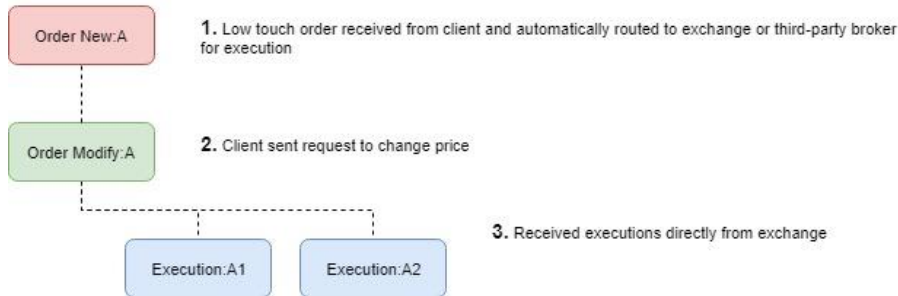 Order New:A
1. Low touch order received from client and automatically routed to exchange or third-party broker
for execution
Order Modify:A
2. Client sent request to change price
3. Received executions directly from exchange
Execution:A1
Execution:A2